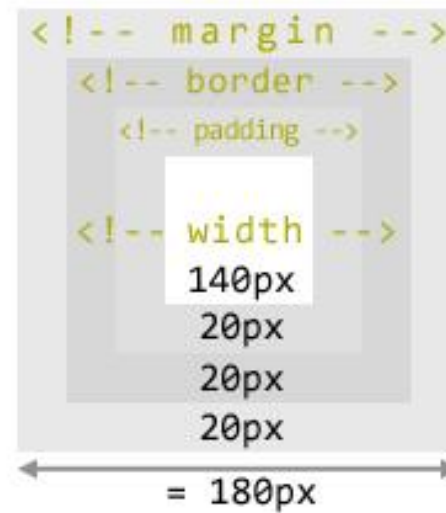 <!-- margin -->
<!-- border -->
<!-- padding -->
<!-- width -->
140px
20px
20px
20px
= 180px